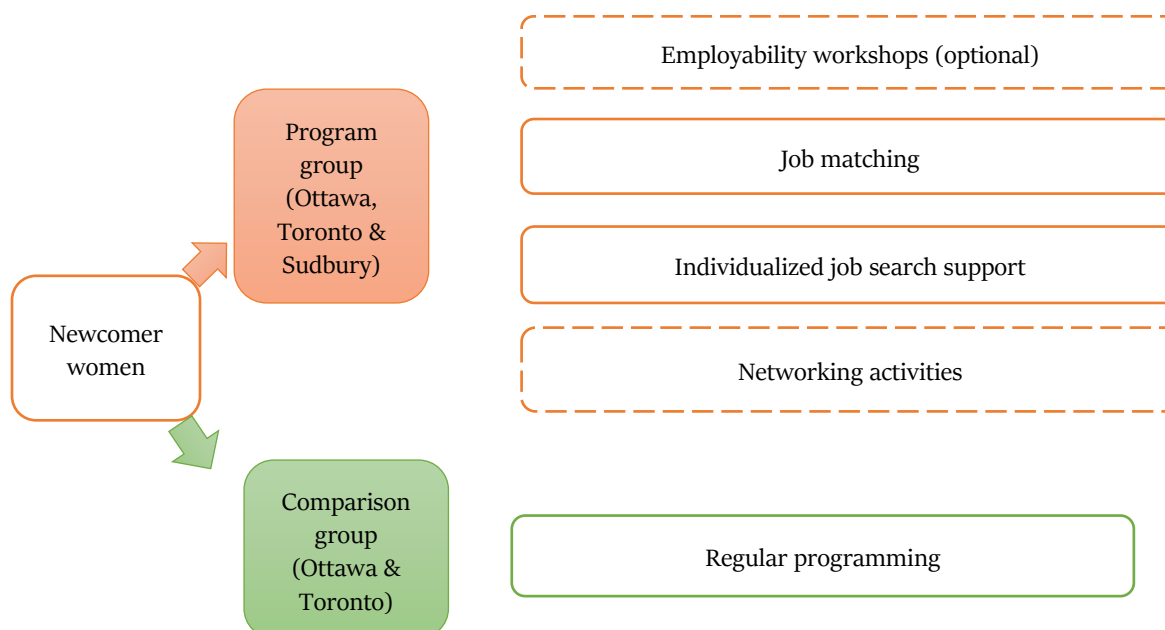 Employability workshops (optional)
Program
group
(Ottawa,
Toronto &
Sudbury)
Job matching
Individualized job search support
Newcomer
women
Networking activities
Comparison
group
(Ottawa &
Toronto)
Regular programming